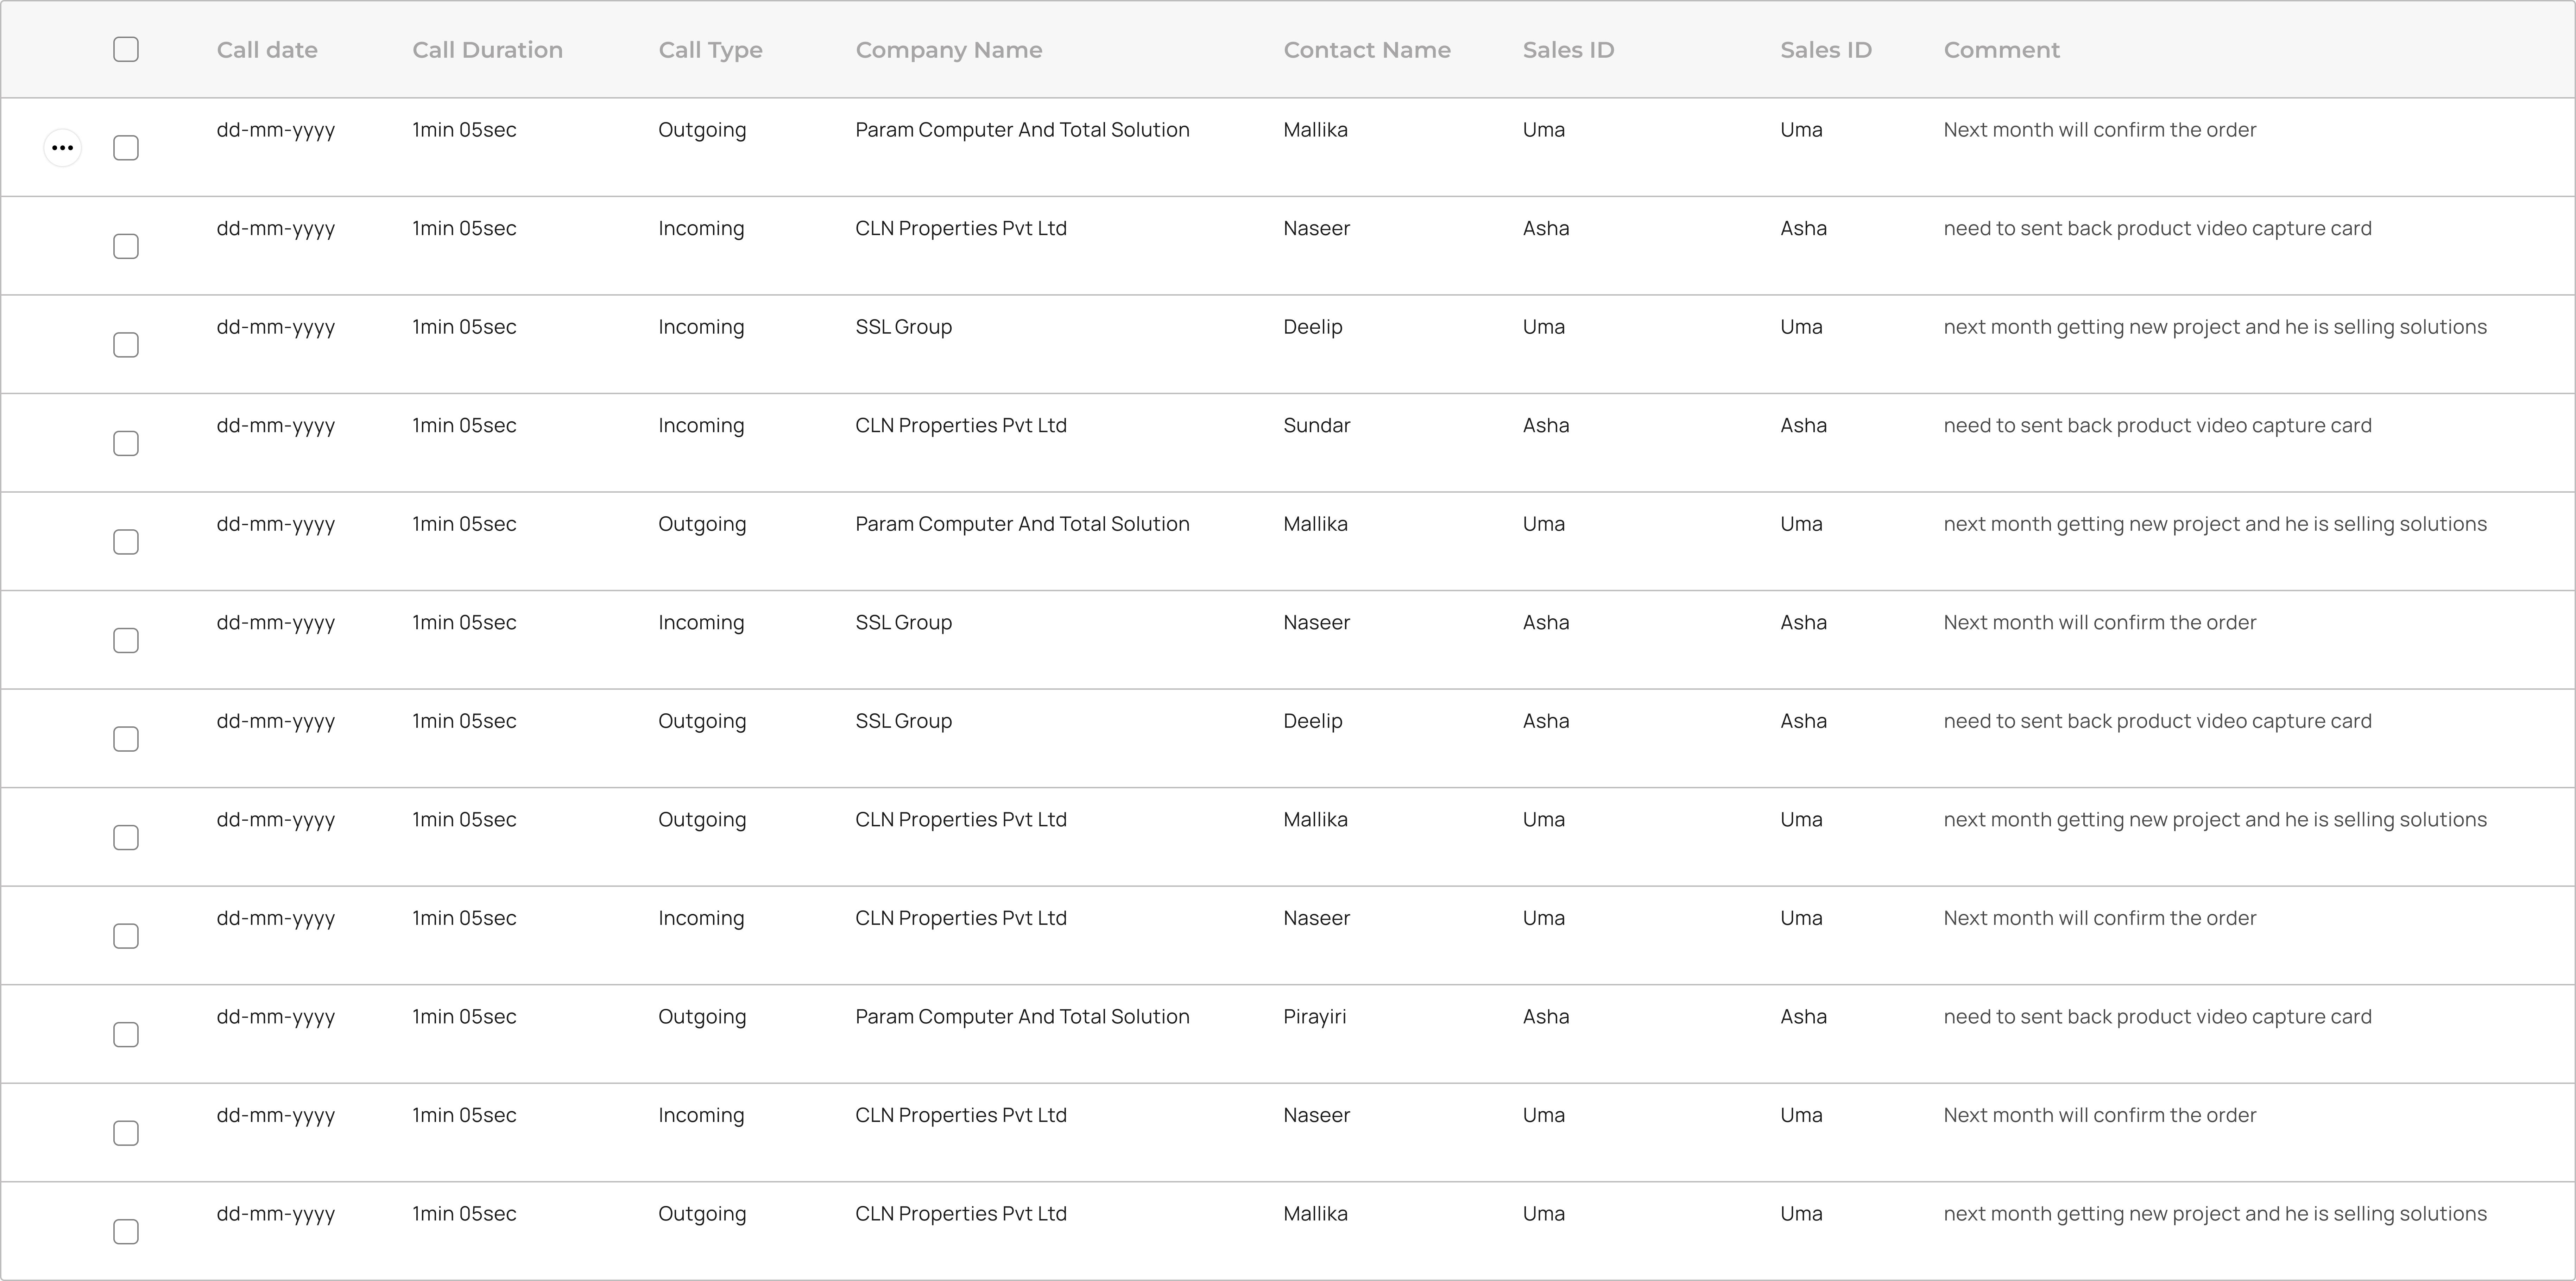 Call date Call Duration Call Type Company Name Contact Name Sales ID Sales ID Comment
dd-mm-yyyy 1min 05sec Outgoing Param Computer And Total Solution Mallika Uma Uma Next month will confirm the order
dd-mm-yyyy 1min 05sec Incoming CLN Properties Pvt Ltd Naseer Asha Asha need to sent back product video capture card
dd-mm-yyyy 1min 05sec Incoming SSL Group Deelip Uma Uma next month getting new project and he is selling solutions
dd-mm-yyyy 1min 05sec Incoming CLN Properties Pvt Ltd Sundar Asha Asha need to sent back product video capture card
dd-mm-yyyy 1min 05sec Outgoing Param Computer And Total Solution Mallika Uma Uma next month getting new project and he is selling solutions
dd-mm-yyyy 1min 05sec Incoming SSL Group Naseer Asha Asha Next month will confirm the order
dd-mm-yyyy 1min 05sec Outgoing SSL Group Deelip Asha Asha need to sent back product video capture card
dd-mm-yyyy 1min 05sec Outgoing CLN Properties Pvt Ltd Mallika Uma Uma next month getting new project and he is selling solutions
dd-mm-yyyy 1min 05sec Incoming CLN Properties Pvt Ltd Naseer Uma Uma Next month will confirm the order
dd-mm-yyyy 1min 05sec Outgoing Param Computer And Total Solution Pirayiri Asha Asha need to sent back product video capture card
dd-mm-yyyy 1min 05sec Incoming CLN Properties Pvt Ltd Naseer Uma Uma Next month will confirm the order
dd-mm-yyyy 1min 05sec Outgoing CLN Properties Pvt Ltd Mallika Uma Uma next month getting new project and he is selling solutions